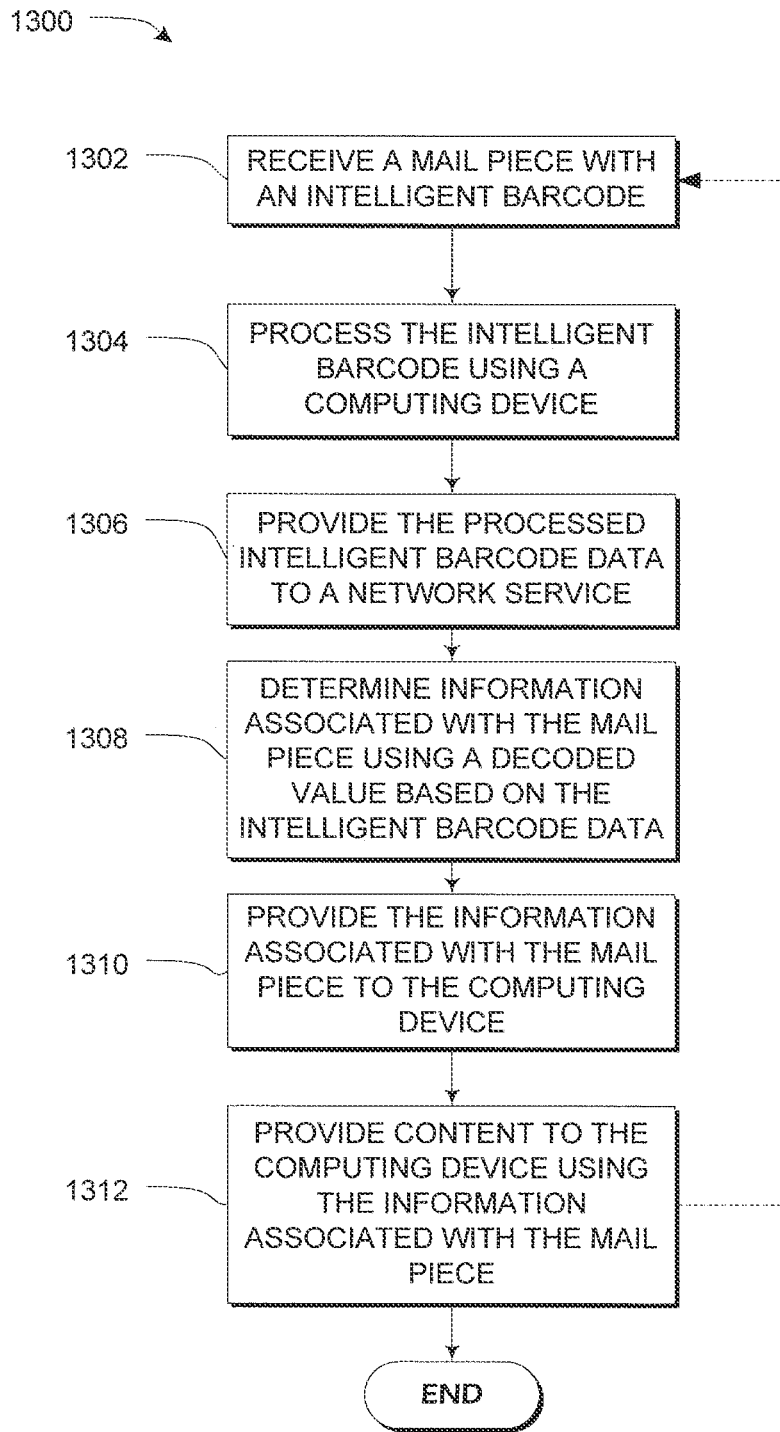 1300
1302
RECEIVE A MAIL PIECE WITH
AN INTELLIGENT BARCODE
1304
PROCESS THE INTELLIGENT
BARCODE USING A
COMPUTING DEVICE
1306
PROVIDE THE PROCESSED
INTELLIGENT BARCODE DATA
TO A NETWORK SERVICE
1308
DETERMINE INFORMATION
ASSOCIATED WITH THE MAIL
PIECE USING A DECODED
VALUE BASED ON THE
INTELLIGENT BARCODE DATA
1310
PROVIDE THE INFORMATION
ASSOCIATED WITH THE MAIL
PIECE TO THE COMPUTING
DEVICE
1312
PROVIDE CONTENT TO THE
COMPUTING DEVICE USING
THE INFORMATION
ASSOCIATED WITH THE MAIL
PIECE
END